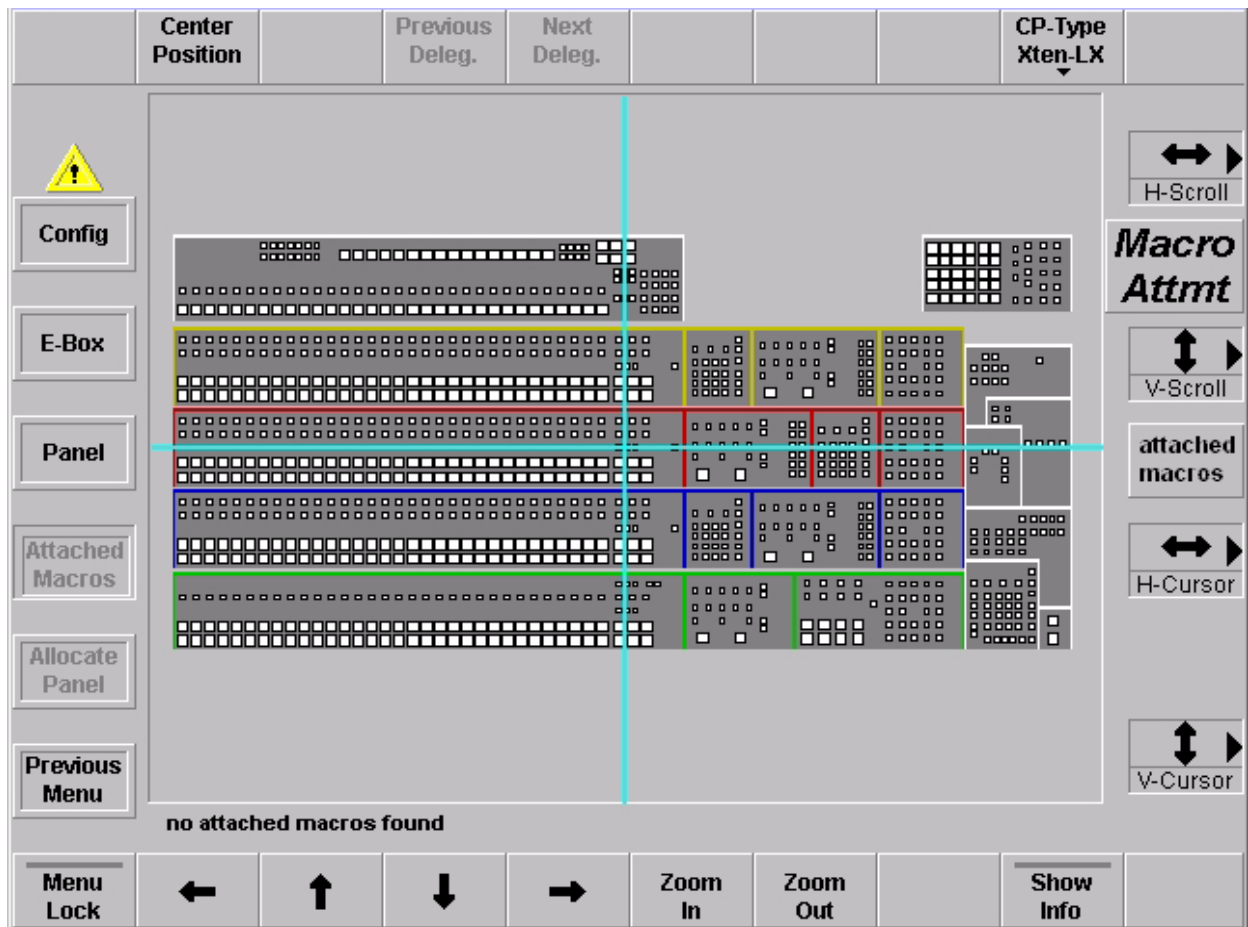 Center
Position
Previous
Deleg.
Next
Deleg.
CP-Type
Xten-LX
H-Scroll
Config
Macro
Attmt
E-Box
V-Scroll
Panel
attached
macros
Attached
Macros
H-Cursor
Allocate
Panel
Previous
Menu
V-Cursor
no attached macros found
Menu
Lock
Zoom
In
Zoom
Out
Show
Info